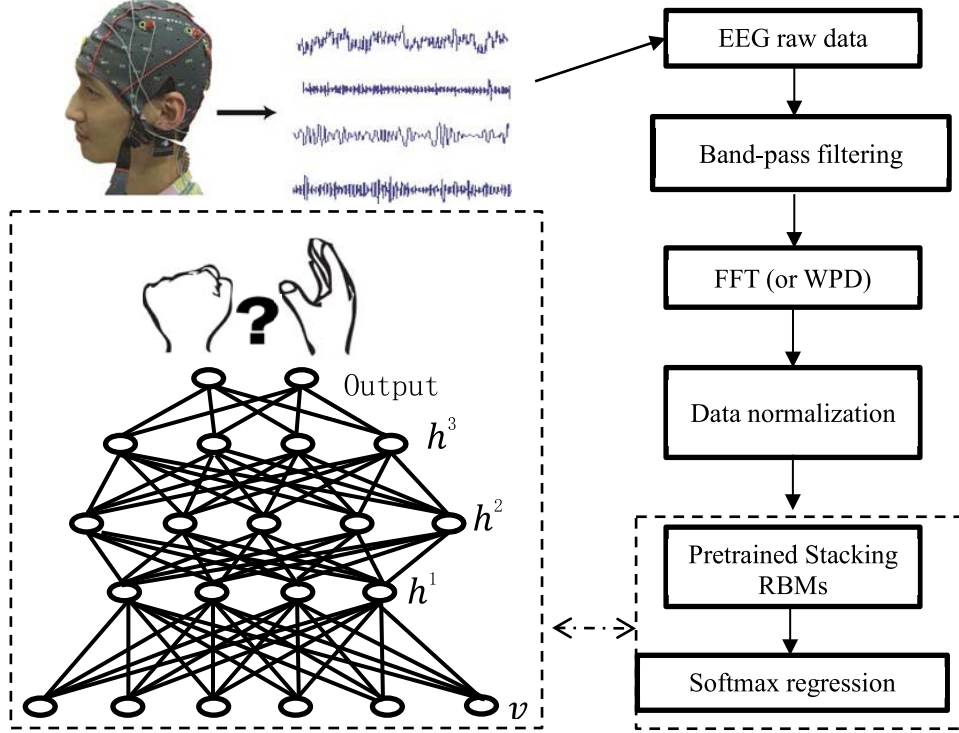 EEG raw data
Band-pass filtering
FFT (or WPD)
Data normalization
Pretrained Stacking
RBMs
Softmax regression
?
Output
h³
h²
h¹
v